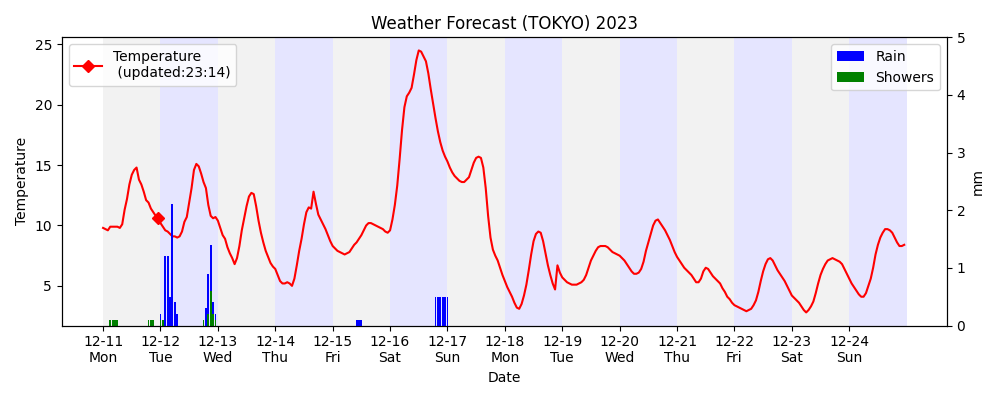 Weather Forecast (TOKYO) 2023
Temperature
(updated:23:14)
Rain
Showers
25
20
15
10
5
Temperature
5
4
3
2
1
0
mm
12-11 12-12 12-13 12-14 12-15 12-16 12-17 12-18 12-19 12-20 12-21 12-22 12-23 12-24
Mon Tue Wed Thu Fri Sat Sun Mon Tue Wed Thu Fri Sat Sun
Date